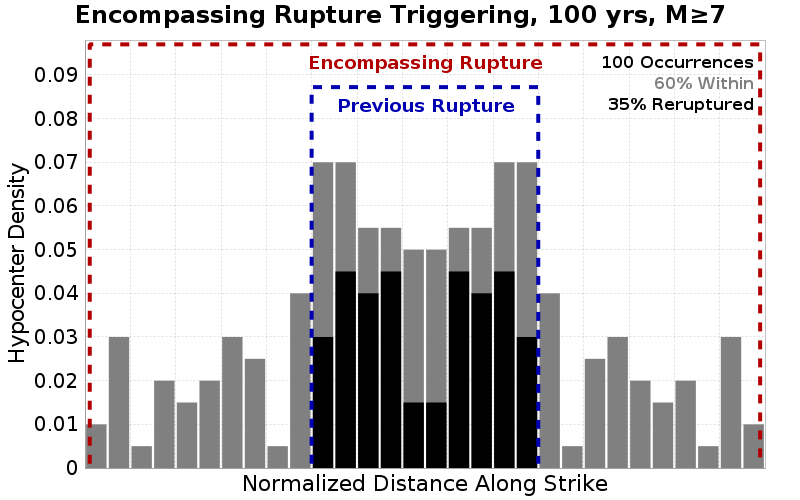 Encompassing Rupture Triggering, 100 yrs, M≥7
Encompassing Rupture
100 Occurrences
60% Within
35% Reruptured
Previous Rupture
Hypocenter Density
0.09
0.08
0.07
0.06
0.05
0.04
0.03
0.02
0.01
0
Normalized Distance Along Strike